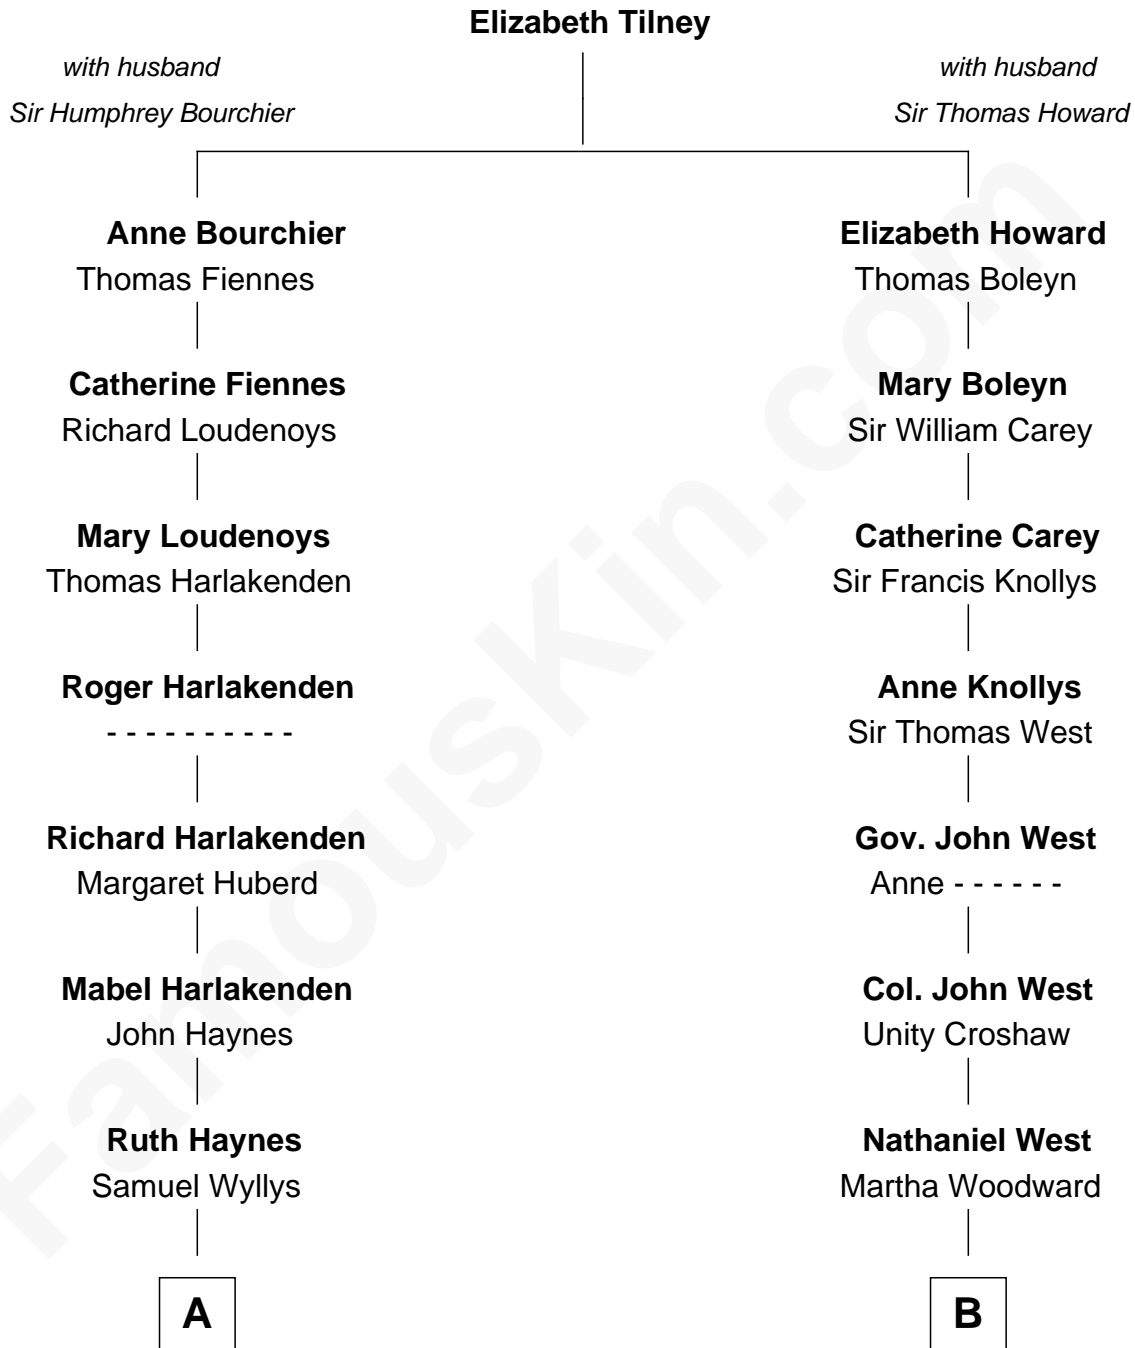 Elizabeth Tilney
with husband
Sir Humphrey Bourchier
with husband
Sir Thomas Howard
Anne Bourchier
Thomas Fiennes
Elizabeth Howard
Thomas Boleyn
Catherine Fiennes
Richard Loudenoys
Mary Boleyn
Sir William Carey
Mary Loudenoys
Thomas Harlakenden
Catherine Carey
Sir Francis Knollys
Roger Harlakenden
- - - - - - - - - -
Anne Knollys
Sir Thomas West
Richard Harlakenden
Margaret Huberd
Gov. John West
Anne - - - - - -
Mabel Harlakenden
John Haynes
Col. John West
Unity Croshaw
Ruth Haynes
Samuel Wyllys
Nathaniel West
Martha Woodward
A
B
FamousKin.com